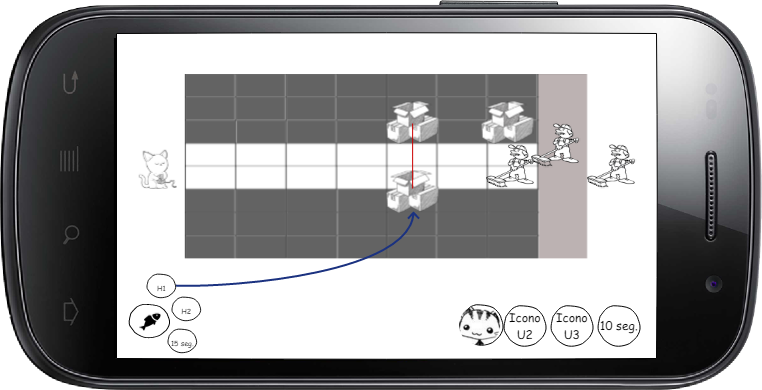 H1
H2
15 seg.
Icono
U2
Icono
U3
10 seg.